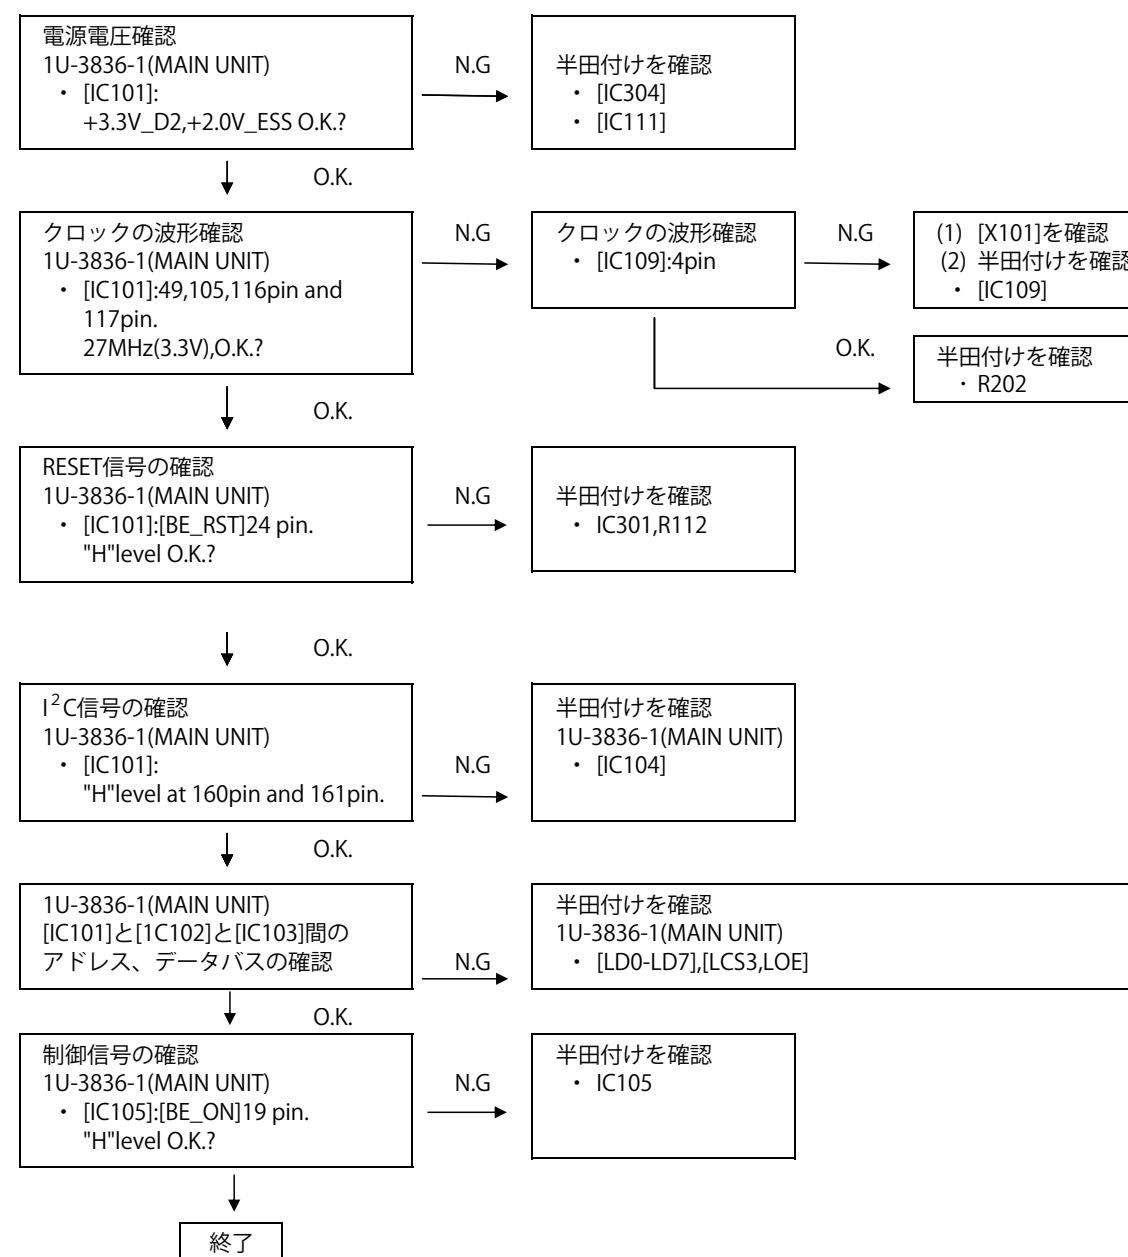 電源電圧確認
1U-3836-1(MAIN UNIT)
・ [IC101]:
+3.3V_D2,+2.0V_ESS O.K.?
N.G
半田付けを確認
・ [IC304]
・ [IC111]
O.K.
クロックの波形確認
1U-3836-1(MAIN UNIT)
・ [IC101]:49,105,116pin and
117pin.
27MHz(3.3V),O.K.?
N.G
クロックの波形確認
・ [IC109]:4pin
N.G
(1) [X101]を確認
(2) 半田付けを確認
・ [IC109]
O.K.
半田付けを確認
・ R202
O.K.
RESET信号の確認
1U-3836-1(MAIN UNIT)
・ [IC101]:[BE_RST]24 pin.
"H"level O.K.?
N.G
半田付けを確認
・ IC301,R112
O.K.
I²C信号の確認
1U-3836-1(MAIN UNIT)
・ [IC101]:
"H"level at 160pin and 161pin.
N.G
半田付けを確認
1U-3836-1(MAIN UNIT)
・ [IC104]
O.K.
1U-3836-1(MAIN UNIT)
[IC101]と[1C102]と[IC103]間の
アドレス、データバスの確認
N.G
半田付けを確認
1U-3836-1(MAIN UNIT)
・ [LD0-LD7],[LCS3,LOE]
O.K.
制御信号の確認
1U-3836-1(MAIN UNIT)
・ [IC105]:[BE_ON]19 pin.
"H"level O.K.?
N.G
半田付けを確認
・ IC105
終了